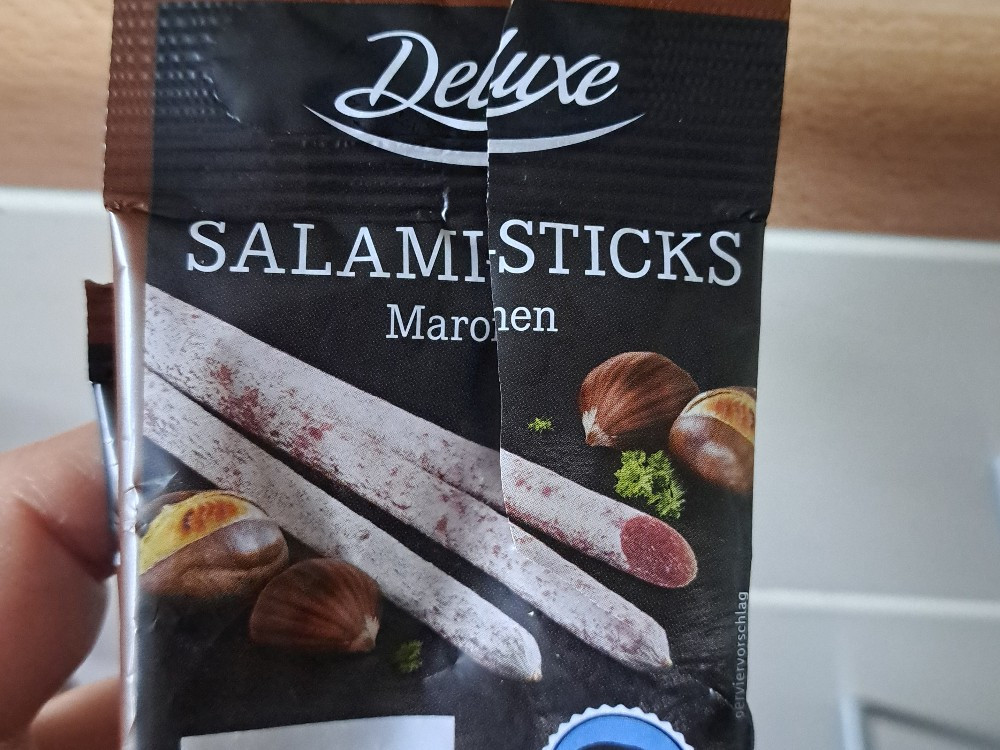 Deluxe
SALAMI-STICKS
Maronen
Serviervorschlag